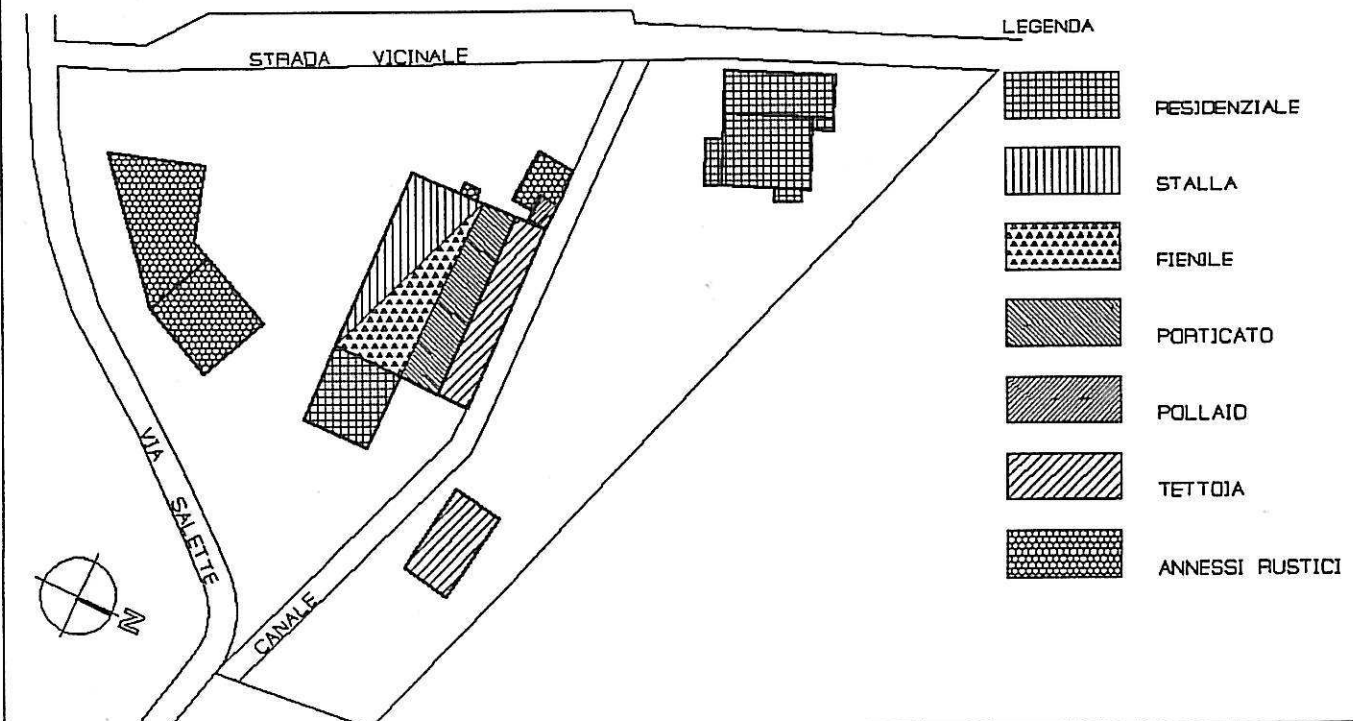 LEGENDA
STRADA VICINALE
RESIDENZIALE
STALLA
FIENILE
PORTICATO
POLLAIO
TETTOIA
ANNESSI RUSTICI
VIA SALETTE
CANALE
N